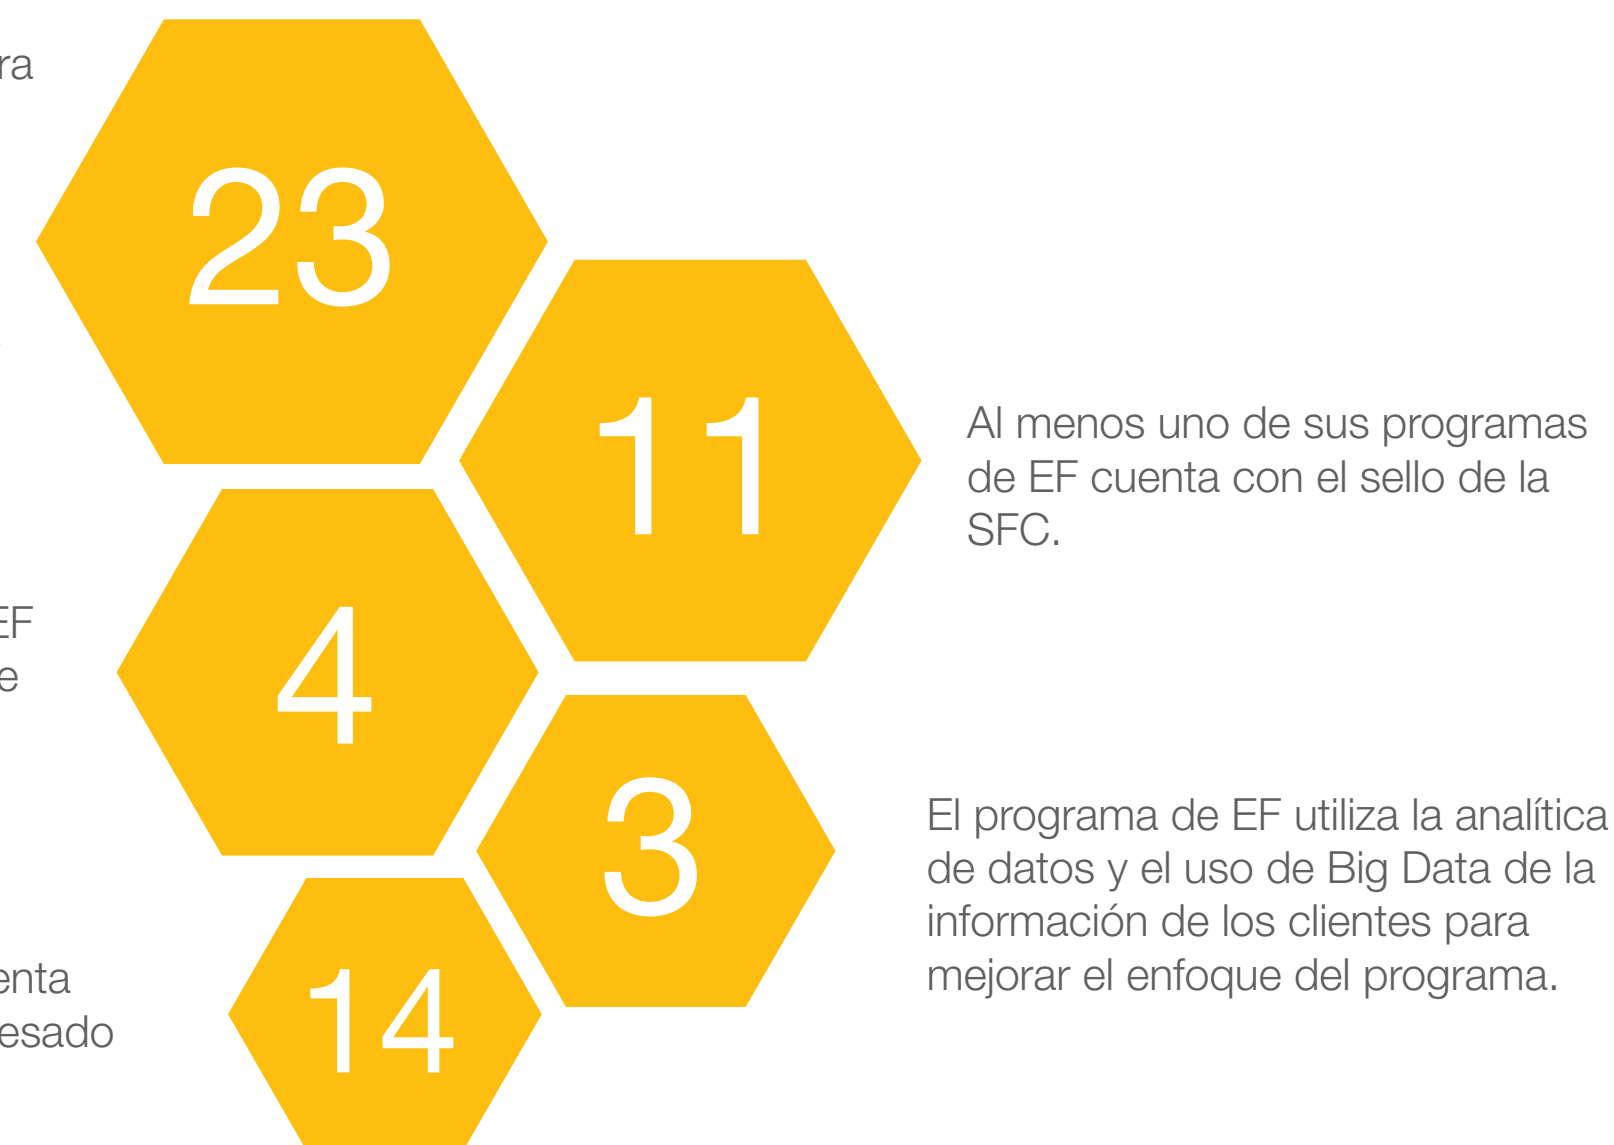 23
11
Al menos uno de sus programas
de EF cuenta con el sello de la
SFC.
EF
4
3
El programa de EF utiliza la analítica
de datos y el uso de Big Data de la
información de los clientes para
mejorar el enfoque del programa.
14